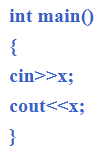 int main()
{
cin>>x;
cout<<x;
}